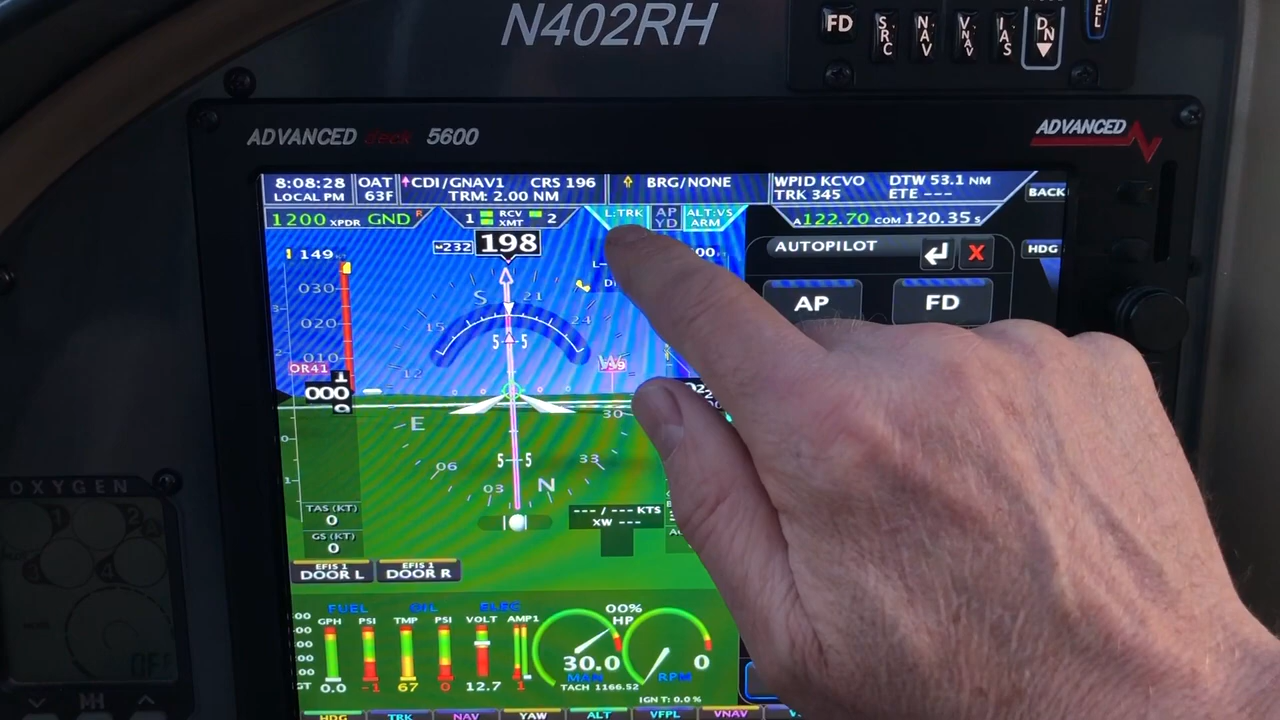 N402RH
FD SRC NAV VNAV IAS DN
ADVANCED deck 5600
ADVANCED
8:08:28 OAT CDI/GNAV1 CRS 196 BRG/NONE WPID KCVO DTW 53.1 NM
LOCAL PM 63F TRM: 2.00 NM TRK 345 ETE ---
BACK
1200 XPDR GND R 1 RCV 2 L:TRK AP ALT:VS A122.70 COM 120.35 S
XMT YD ARM
232 198 AUTOPILOT X HDG
149
030 AP FD
S 21
020 15 24
5 5
010 12
OR41
000
E 30
06 5 5 33
03 N
TAS (KT)
0
--- / --- KTS
XW ---
GS (KT)
0
EFIS 1 EFIS 1
DOOR L DOOR R
OXYGEN
FUEL OIL ELEC 00%
GPH PSI TMP PSI VOLT AMP1 HP
30.0 0
MAN RPM
0.0 -1 67 0 12.7 1 TACH 1166.52
IGN T: 0.0 %
HDG TRK NAV YAW ALT VFPL VNAV